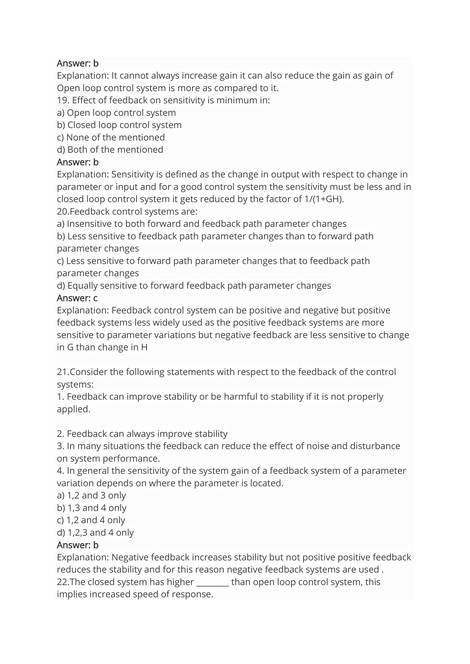 Answer: b
Explanation: It cannot always increase gain it can also reduce the gain as gain of
Open loop control system is more as compared to it.
19. Effect of feedback on sensitivity is minimum in:
a) Open loop control system
b) Closed loop control system
c) None of the mentioned
d) Both of the mentioned
Answer: b
Explanation: Sensitivity is defined as the change in output with respect to change in
parameter or input and for a good control system the sensitivity must be less and in
closed loop control system it gets reduced by the factor of 1/(1+GH).
20.Feedback control systems are:
a) Insensitive to both forward and feedback path parameter changes
b) Less sensitive to feedback path parameter changes than to forward path
parameter changes
c) Less sensitive to forward path parameter changes that to feedback path
parameter changes
d) Equally sensitive to forward feedback path parameter changes
Answer: c
Explanation: Feedback control system can be positive and negative but positive
feedback systems less widely used as the positive feedback systems are more
sensitive to parameter variations but negative feedback are less sensitive to change
in G than change in H
21.Consider the following statements with respect to the feedback of the control
systems:
1. Feedback can improve stability or be harmful to stability if it is not properly
applied.
2. Feedback can always improve stability
3. In many situations the feedback can reduce the effect of noise and disturbance
on system performance.
4. In general the sensitivity of the system gain of a feedback system of a parameter
variation depends on where the parameter is located.
a) 1,2 and 3 only
b) 1,3 and 4 only
c) 1,2 and 4 only
d) 1,2,3 and 4 only
Answer: b
Explanation: Negative feedback increases stability but not positive positive feedback
reduces the stability and for this reason negative feedback systems are used .
22.The closed system has higher ________ than open loop control system, this
implies increased speed of response.